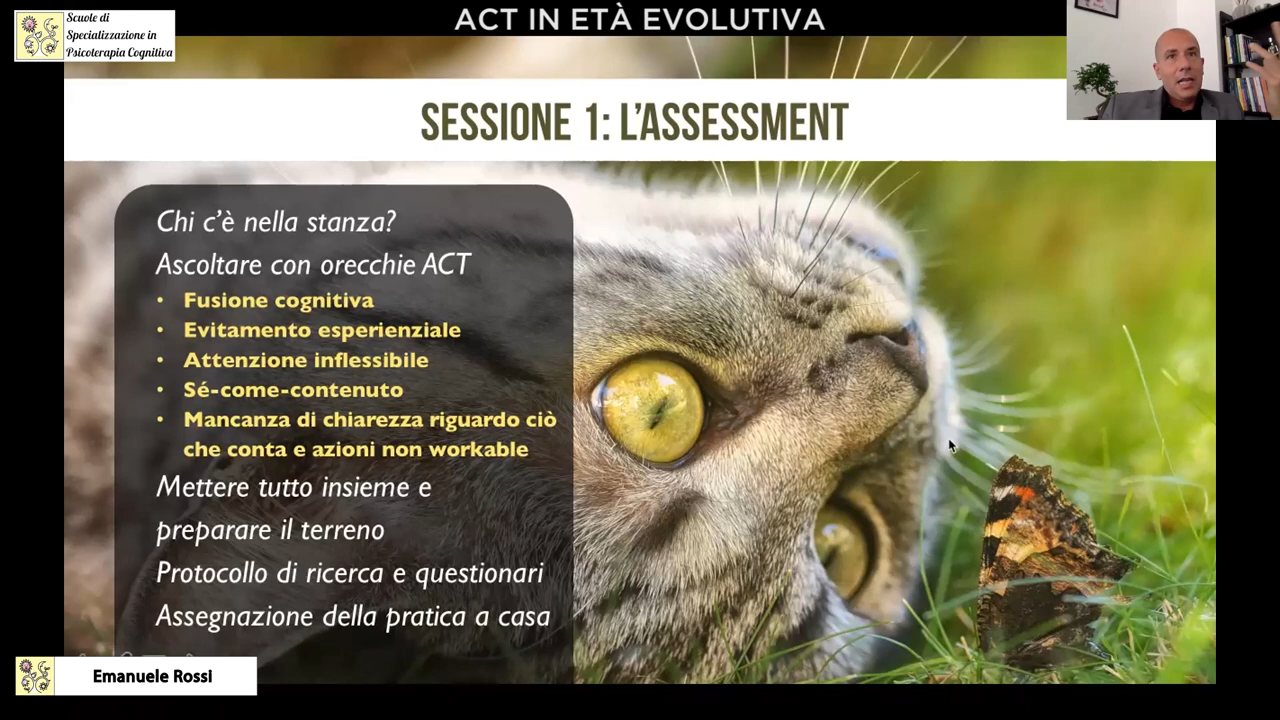 Scuole di
Specializzazione in
Psicoterapia Cognitiva
ACT IN ETÀ EVOLUTIVA
SESSIONE 1: L'ASSESSMENT
Chi c'è nella stanza?
Ascoltare con orecchie ACT
• Fusione cognitiva
• Evitamento esperienziale
• Attenzione inflessibile
• Sé-come-contenuto
• Mancanza di chiarezza riguardo ciò
che conta e azioni non workable
Mettere tutto insieme e
preparare il terreno
Protocollo di ricerca e questionari
Assegnazione della pratica a casa
Emanuele Rossi